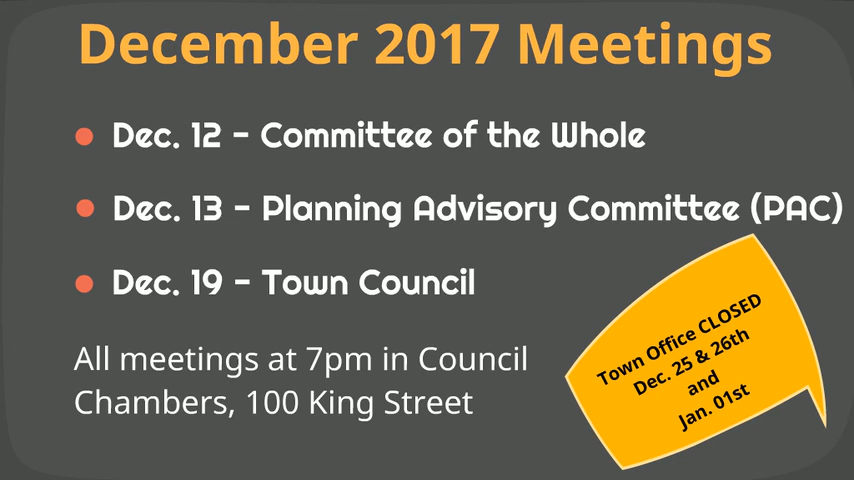 December 2017 Meetings
Dec. 12 - Committee of the Whole
Dec. 13 - Planning Advisory Committee (PAC)
Dec. 19 - Town Council
All meetings at 7pm in Council
Chambers, 100 King Street
Town Office CLOSED
Dec. 25 & 26th
and
Jan. 01st